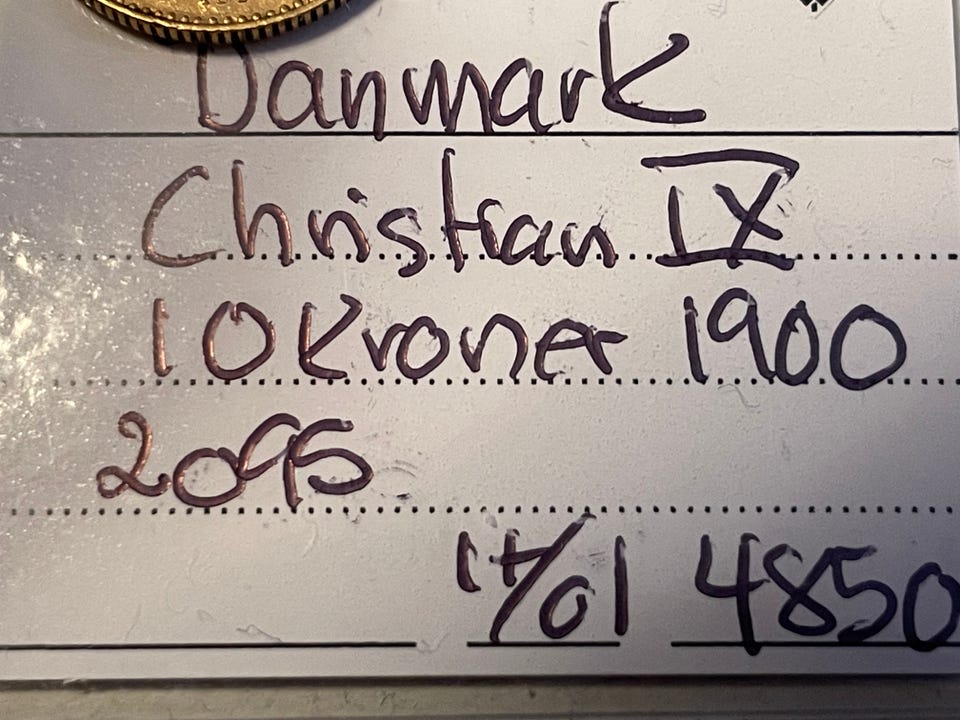 Danmark
Christian IX
10 Kroner 1900
2095
1+/01 4850